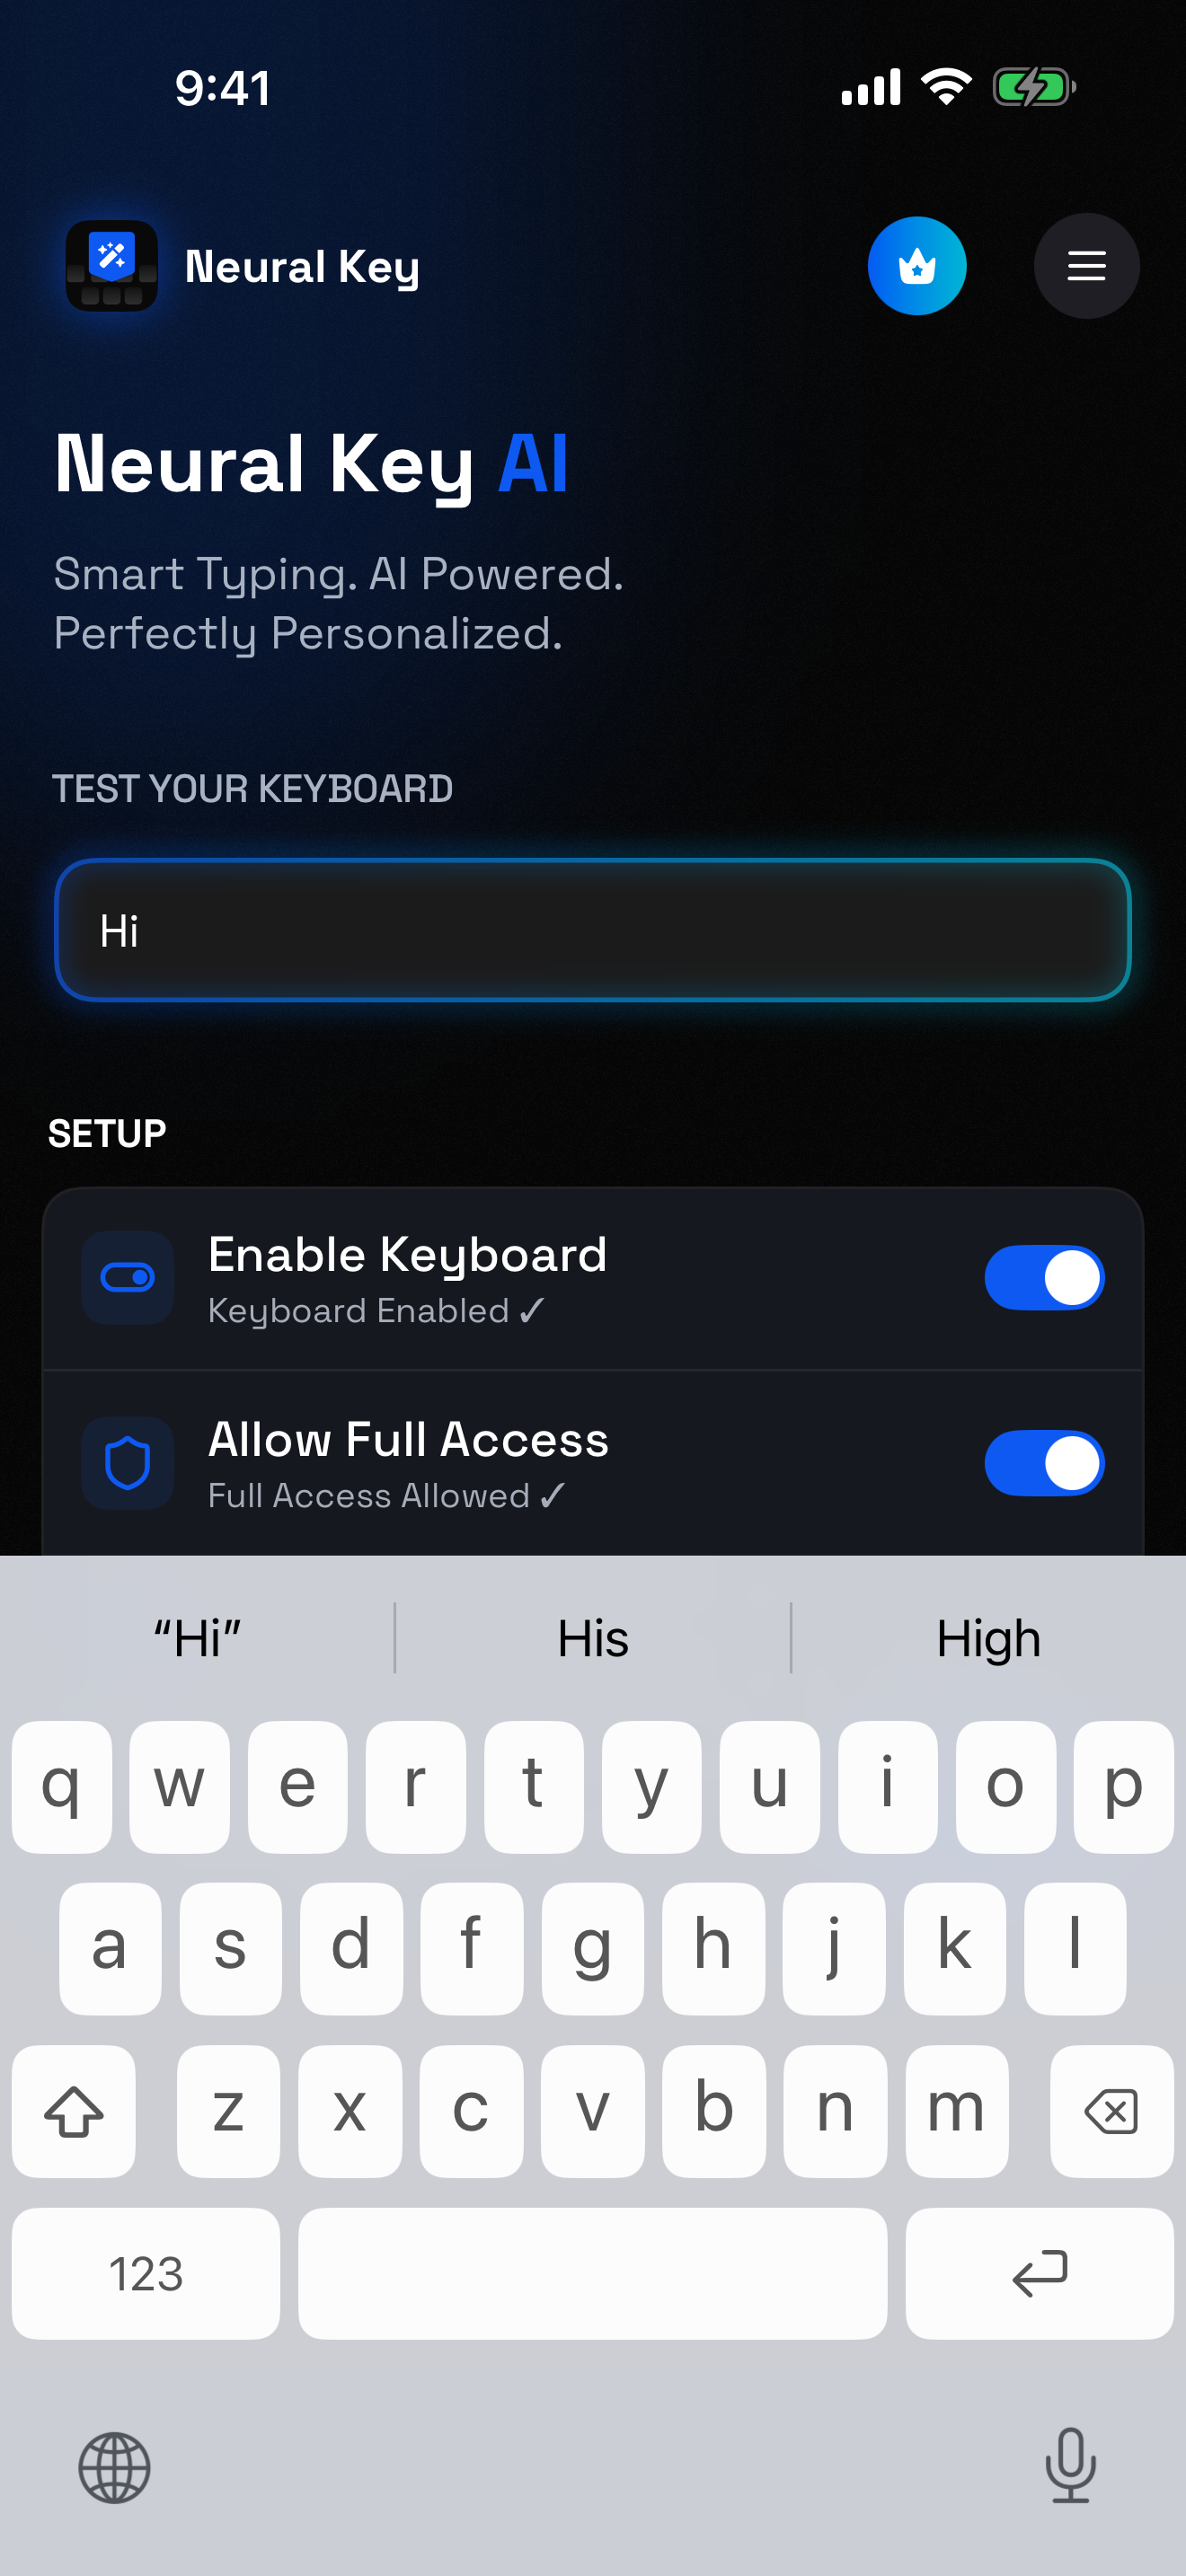 9:41
Neural Key
Neural Key AI
Smart Typing. AI Powered.
Perfectly Personalized.
TEST YOUR KEYBOARD
Hi
SETUP
Enable Keyboard
Keyboard Enabled ✓
Allow Full Access
Full Access Allowed ✓
“Hi” His High
q w e r t y u i o p
a s d f g h j k l
z x c v b n m
123